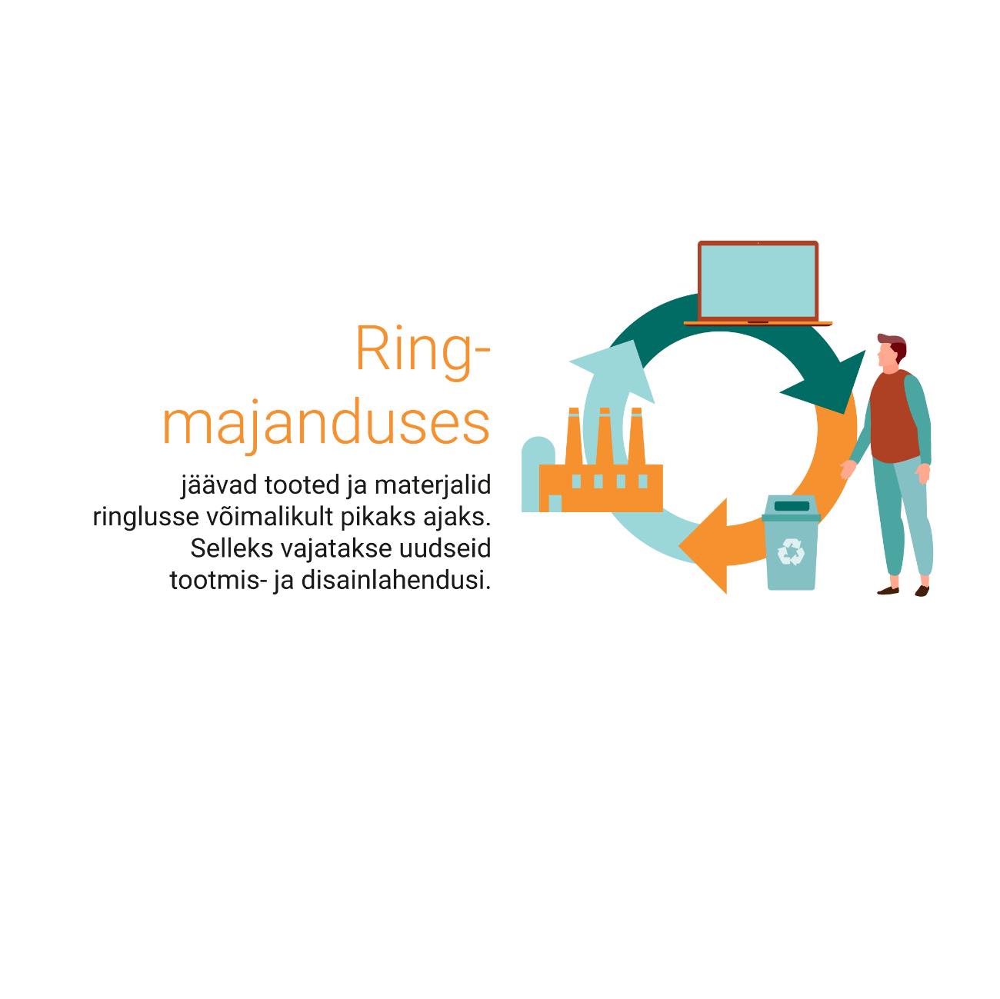 Ring-
majanduses
jäävad tooted ja materjalid
ringlusse võimalikult pikaks ajaks.
Selleks vajatakse uudseid
tootmis- ja disainlahendusi.